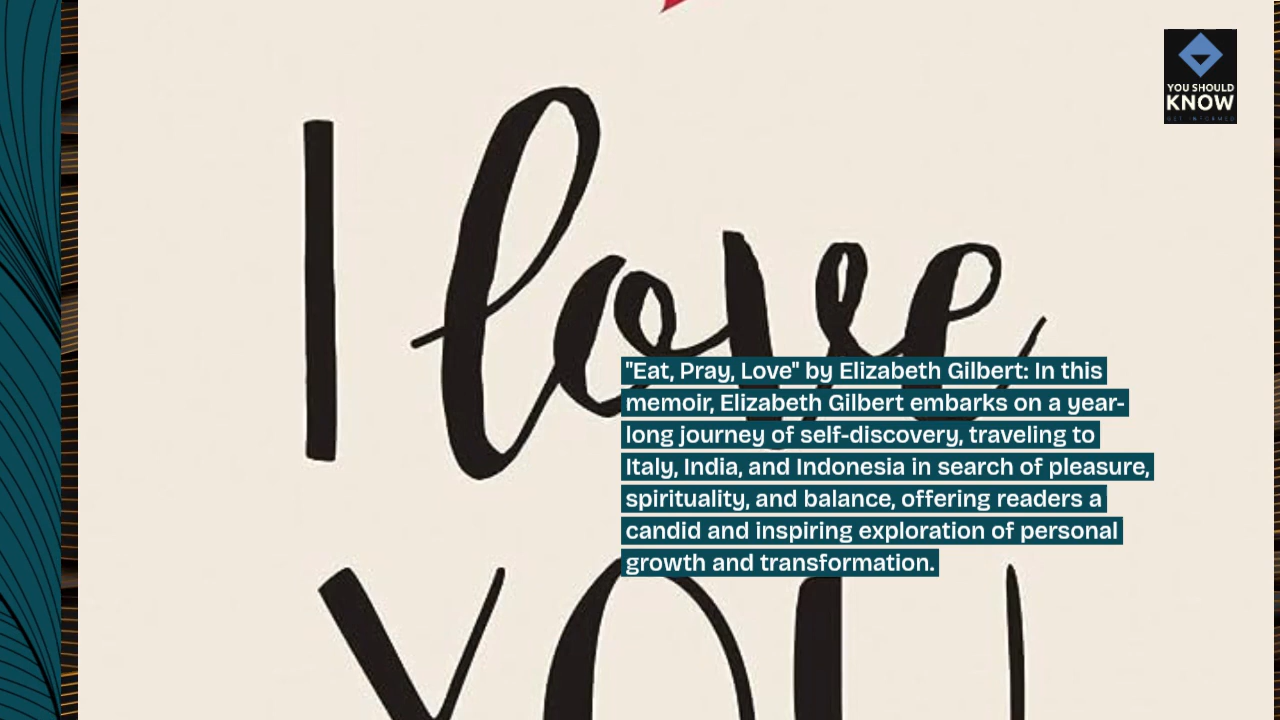 YOU SHOULD
KNOW
GET INFORMED
I love
"Eat, Pray, Love" by Elizabeth Gilbert: In this
memoir, Elizabeth Gilbert embarks on a year-
long journey of self-discovery, traveling to
Italy, India, and Indonesia in search of pleasure,
spirituality, and balance, offering readers a
candid and inspiring exploration of personal
growth and transformation.
YOU